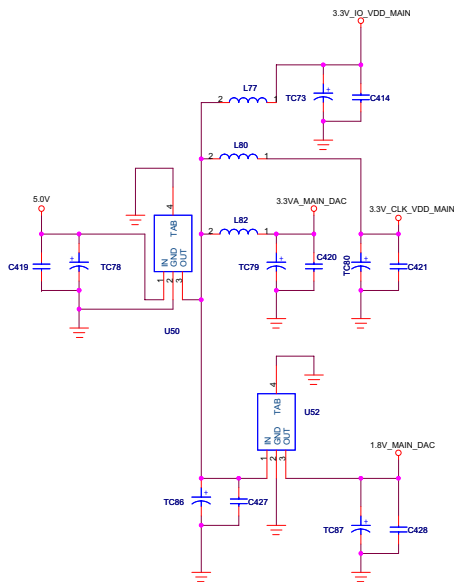 3.3V_IO_VDD_MAIN
L77
2 1
TC73
+
C414
L80
2 1
5.0V
4
TAB
3.3VA_MAIN_DAC
3.3V_CLK_VDD_MAIN
L82
2 1
C419
+
TC78
IN
GND
OUT
1
2
3
U50
+
TC79
C420
+
TC80
C421
4
TAB
U52
IN
GND
OUT
1
2
3
1.8V_MAIN_DAC
TC86
+
C427
TC87
+
C428